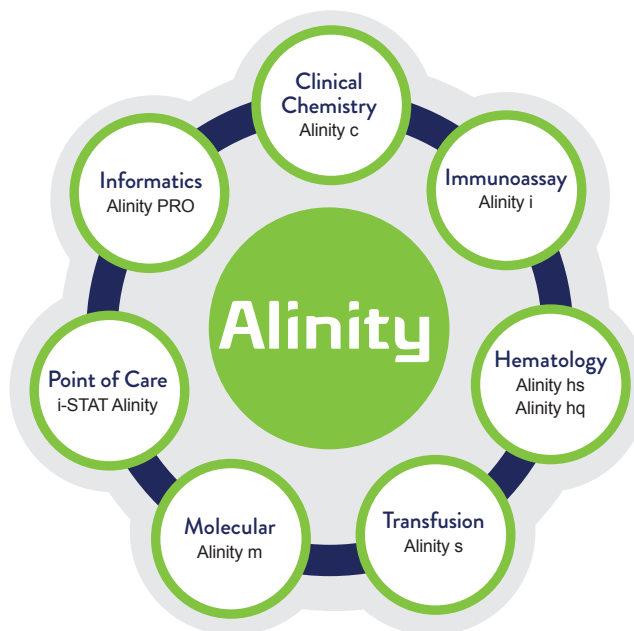 Clinical
Chemistry
Alinity c
Immunoassay
Alinity i
Hematology
Alinity hs
Alinity hq
Transfusion
Alinity s
Molecular
Alinity m
Point of Care
i-STAT Alinity
Informatics
Alinity PRO
Alinity